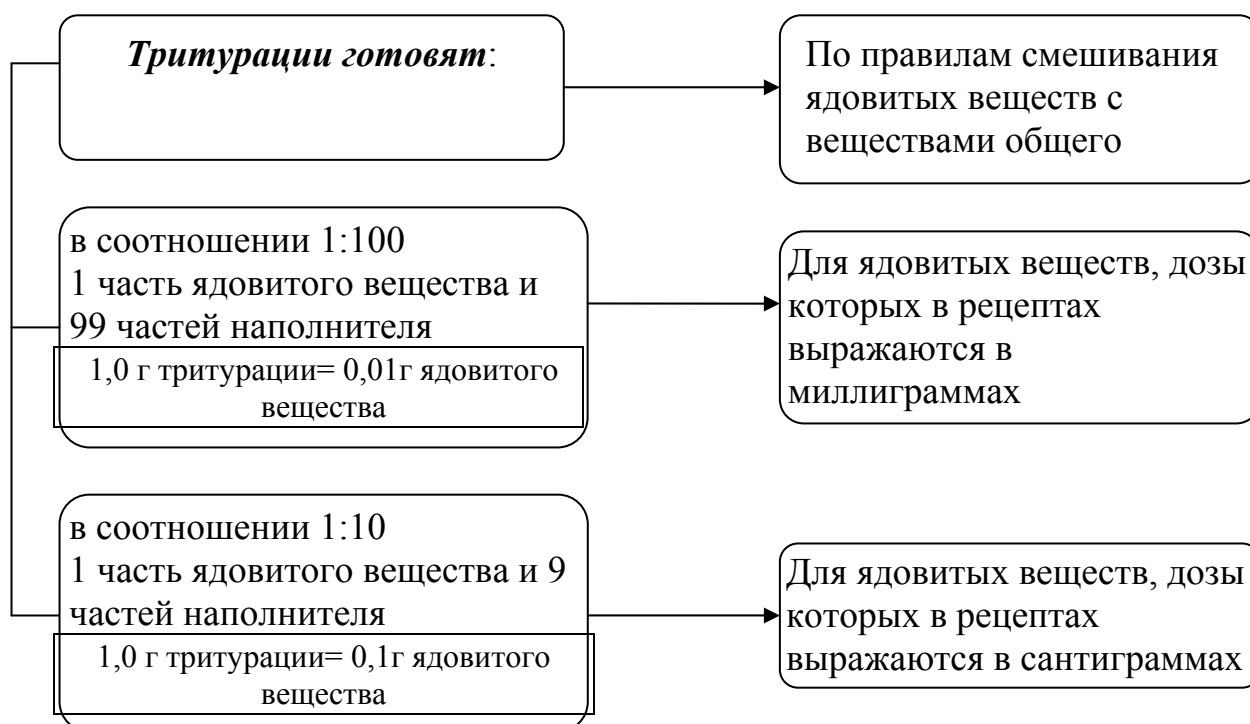 Тритурации готовят:
По правилам смешивания
ядовитых веществ с
веществами общего
в соотношении 1:100
1 часть ядовитого вещества и
99 частей наполнителя
1,0 г тритурации= 0,01г ядовитого
вещества
Для ядовитых веществ, дозы
которых в рецептах
выражаются в
миллиграммах
в соотношении 1:10
1 часть ядовитого вещества и 9
частей наполнителя
1,0 г тритурации= 0,1г ядовитого
вещества
Для ядовитых веществ, дозы
которых в рецептах
выражаются в сантиграммах